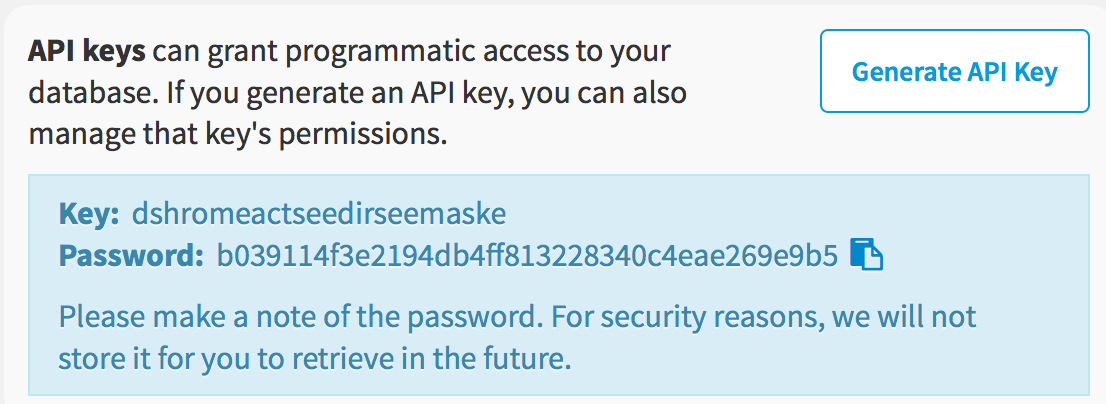 API keys can grant programmatic access to your
database. If you generate an API key, you can also
manage that key's permissions.
Generate API Key
Key: dshromeactseedirseemaske
Password: b039114f3e2194db4ff813228340c4eae269e9b5
Please make a note of the password. For security reasons, we will not
store it for you to retrieve in the future.